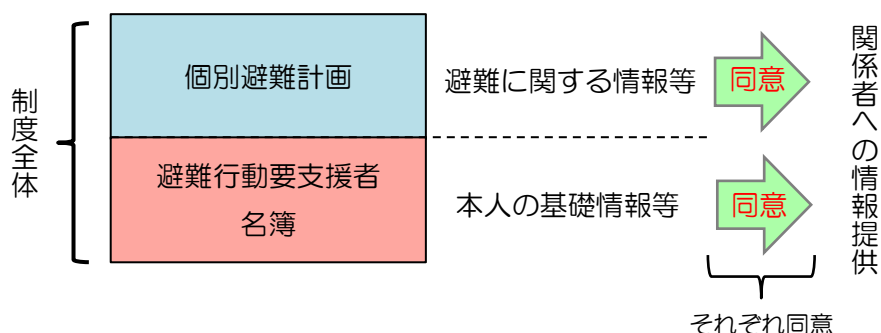 個別避難計画
避難に関する情報等
同意
制度全体
避難行動要支援者
名簿
本人の基礎情報等
同意
関係者への情報提供
それぞれ同意